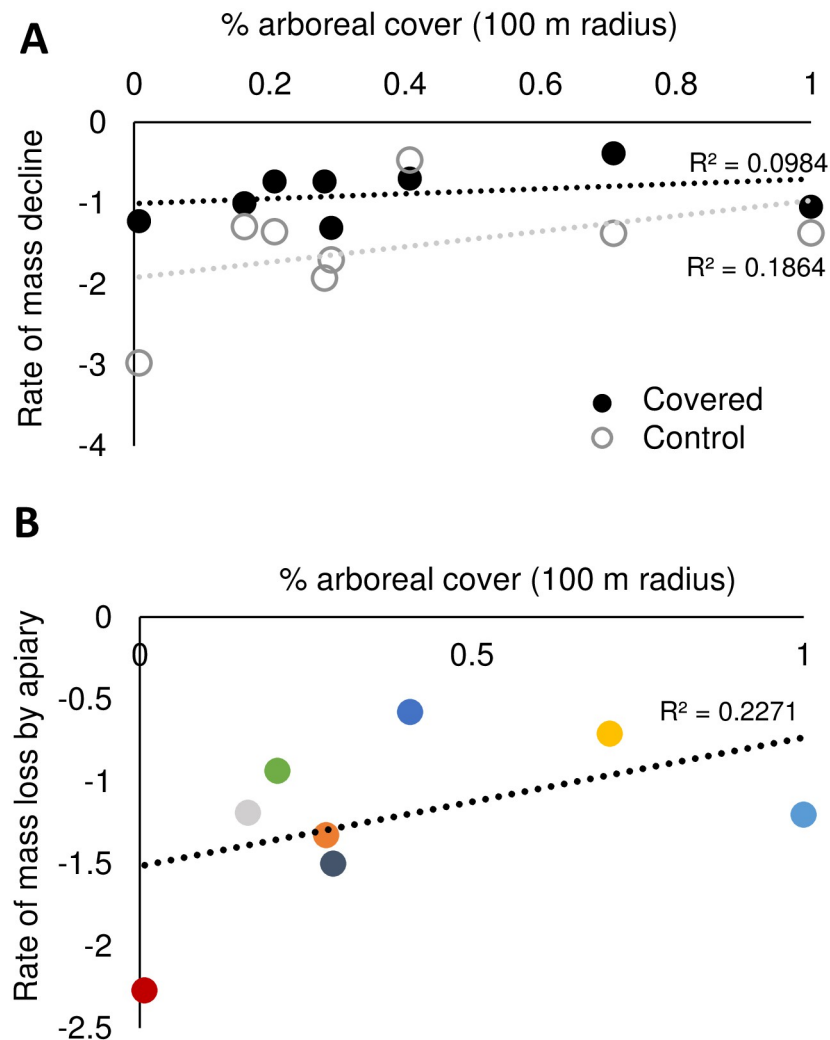 A
% arboreal cover (100 m radius)
0 0.2 0.4 0.6 0.8 1
0
-1
-2
-3
-4
Rate of mass decline
R² = 0.0984
R² = 0.1864
Covered
Control
B
% arboreal cover (100 m radius)
0
0 0.5 1
-0.5
-1
-1.5
-2
-2.5
Rate of mass loss by apiary
R² = 0.2271